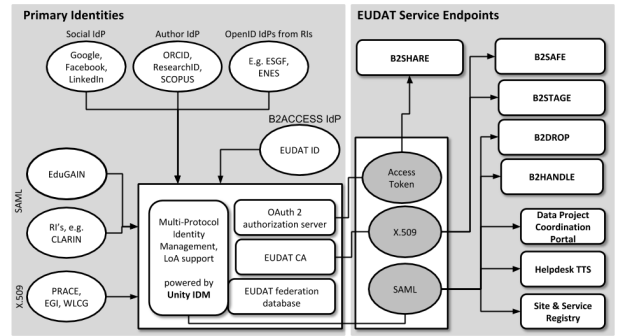 Primary Identities
EUDAT Service Endpoints
Social IdP
Author IdP
OpenID IdPs from RIs
Google,
Facebook,
LinkedIn
ORCID,
ResearchID,
SCOPUS
E.g. ESGF,
ENES
B2ACCESS IdP
EUDAT ID
SAML
EduGAIN
RI's, e.g.
CLARIN
X.509
PRACE,
EGI, WLCG
Multi-Protocol
Identity
Management,
LoA support
powered by
Unity IDM
OAuth 2
authorization server
EUDAT CA
EUDAT federation
database
Access
Token
X.509
SAML
B2SHARE
B2SAFE
B2STAGE
B2DROP
B2HANDLE
Data Project
Coordination
Portal
Helpdesk TTS
Site & Service
Registry